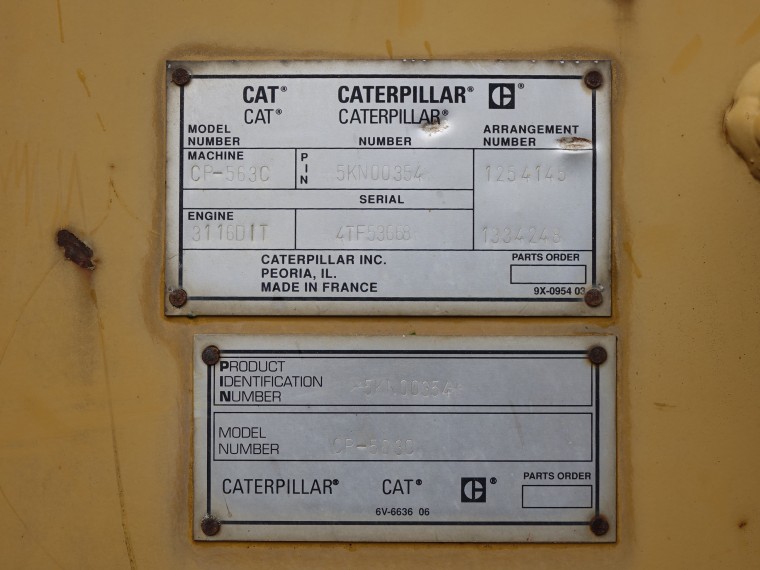 CAT® CATERPILLAR®
CAT® CATERPILLAR®
MODEL NUMBER NUMBER ARRANGEMENT NUMBER
MACHINE PIN
CP-563C 5KN00354 1254145
SERIAL
ENGINE
3116DIT 4TF53668 1334243
CATERPILLAR INC.
PEORIA, IL.
MADE IN FRANCE
PARTS ORDER
9X-0954 03
PRODUCT
IDENTIFICATION
NUMBER
*5KN00354*
MODEL
NUMBER
CP-563C
CATERPILLAR® CAT® C®
PARTS ORDER
6V-6636 06